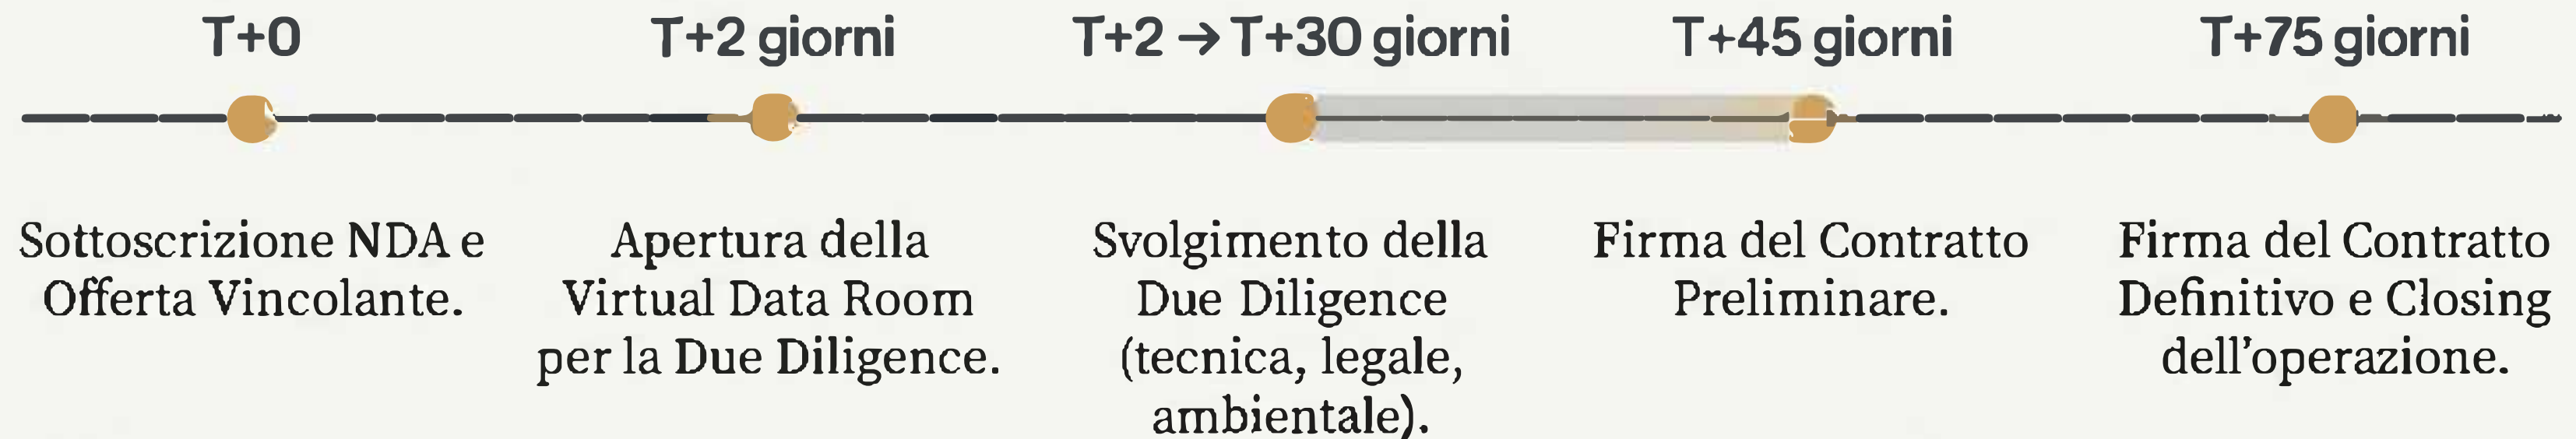 T+0
Sottoscrizione NDA e
Offerta Vincolante.
T+2 giorni
Apertura della
Virtual Data Room
per la Due Diligence.
T+2 → T+30 giorni
Svolgimento della
Due Diligence
(tecnica, legale,
ambientale).
T+45 giorni
Firma del Contratto
Preliminare.
T+75 giorni
Firma del Contratto
Definitivo e Closing
dell'operazione.